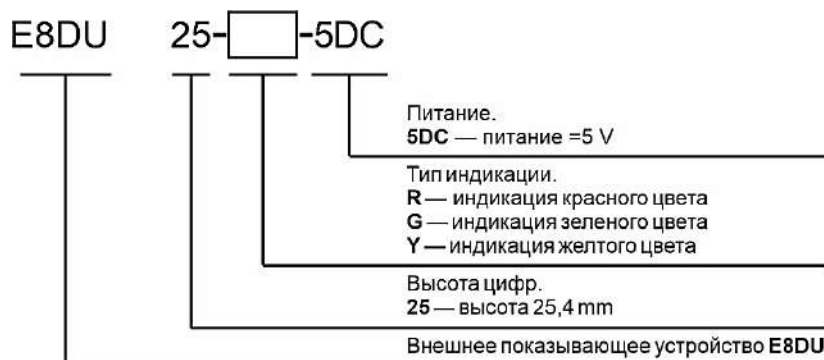 E8DU 25- -5DC
Питание.
5DC — питание =5 V
Тип индикации.
R — индикация красного цвета
G — индикация зеленого цвета
Y — индикация желтого цвета
Высота цифр.
25 — высота 25,4 mm
Внешнее показывающее устройство E8DU